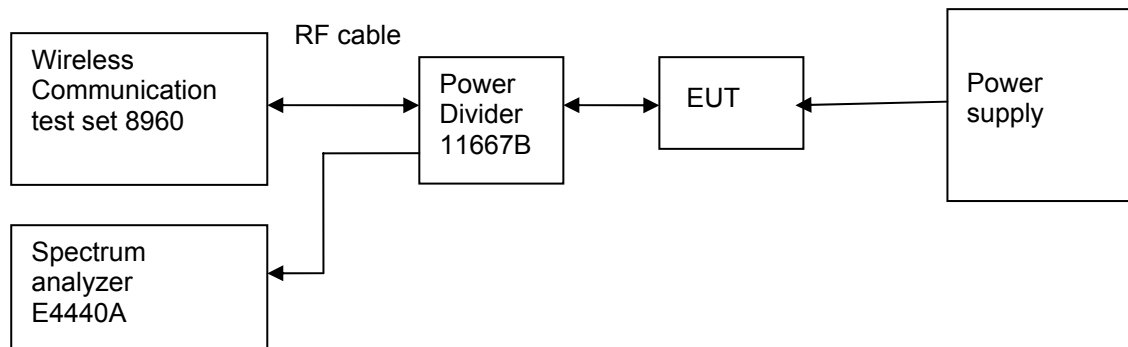 RF cable
Wireless
Communication
test set 8960
Power
Divider
11667B
EUT
Power
supply
Spectrum
analyzer
E4440A